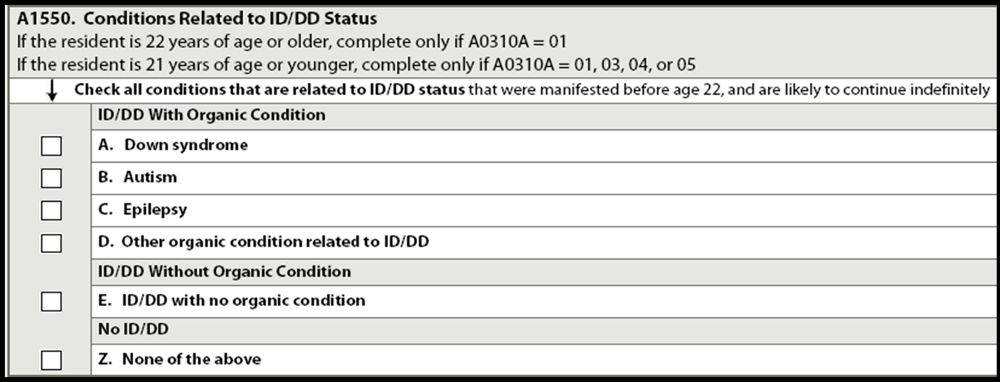 A1550. Conditions Related to ID/DD Status
If the resident is 22 years of age or older, complete only if A0310A = 01
If the resident is 21 years of age or younger, complete only if A0310A = 01, 03, 04, or 05
Check all conditions that are related to ID/DD status that were manifested before age 22, and are likely to continue indefinitely
ID/DD With Organic Condition
A. Down syndrome
B. Autism
C. Epilepsy
D. Other organic condition related to ID/DD
ID/DD Without Organic Condition
E. ID/DD with no organic condition
No ID/DD
Z. None of the above